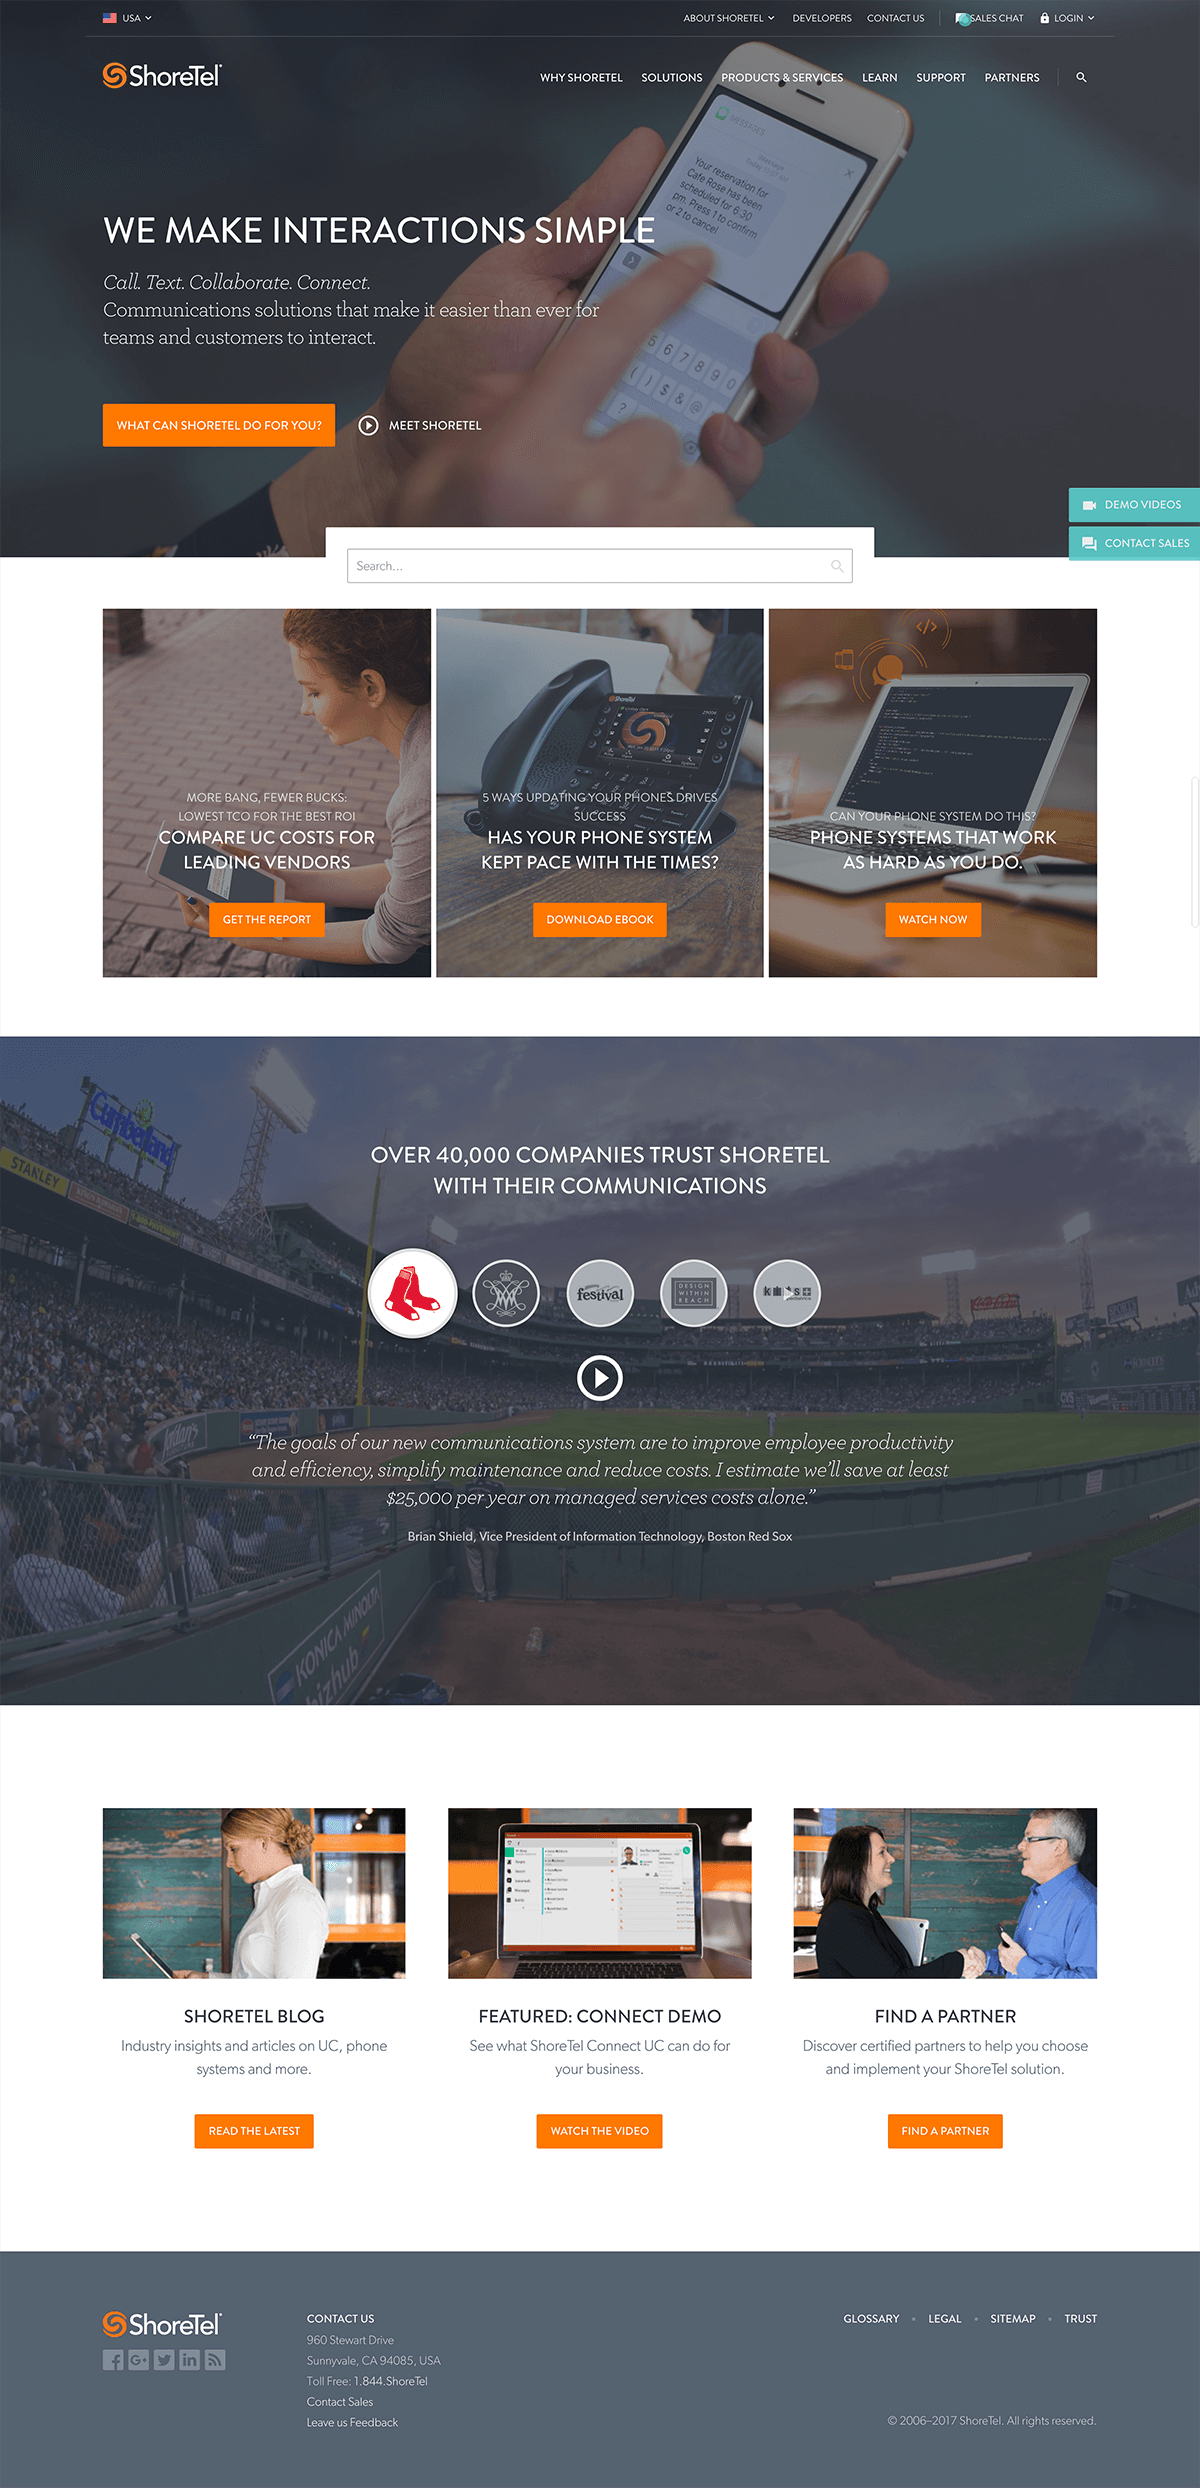 USA
ABOUT SHORETEL
DEVELOPERS
CONTACT US
SALES CHAT
LOGIN
ShoreTel
WHY SHORETEL
SOLUTIONS
PRODUCTS & SERVICES
LEARN
SUPPORT
PARTNERS
MESSAGES
Your reservation for
Cafe Rose has been
scheduled for 6:30
pm. Press 1 to confirm
or 2 to cancel
WE MAKE INTERACTIONS SIMPLE
Call. Text. Collaborate. Connect.
Communications solutions that make it easier than ever for
teams and customers to interact.
5 6 7 8 9 0
WHAT CAN SHORETEL DO FOR YOU?
MEET SHORETEL
DEMO VIDEOS
CONTACT SALES
Search...
MORE BANG, FEWER BUCKS:
LOWEST TCO FOR THE BEST ROI
COMPARE UC COSTS FOR
LEADING VENDORS
GET THE REPORT
ShoreTel
5 WAYS UPDATING YOUR PHONES DRIVES
SUCCESS
HAS YOUR PHONE SYSTEM
KEPT PACE WITH THE TIMES?
DOWNLOAD EBOOK
</>
CAN YOUR PHONE SYSTEM DO THIS?
PHONE SYSTEMS THAT WORK
AS HARD AS YOU DO.
WATCH NOW
Cumberland
STANLEY
OVER 40,000 COMPANIES TRUST SHORETEL
WITH THEIR COMMUNICATIONS
festival
DESIGN
WITHIN
REACH
“The goals of our new communications system are to improve employee productivity
and efficiency, simplify maintenance and reduce costs. I estimate we’ll save at least
$25,000 per year on managed services costs alone.”
Brian Shield, Vice President of Information Technology, Boston Red Sox
KONICA MINOLTA
bizhub
SHORETEL BLOG
Industry insights and articles on UC, phone
systems and more.
READ THE LATEST
FEATURED: CONNECT DEMO
See what ShoreTel Connect UC can do for
your business.
WATCH THE VIDEO
FIND A PARTNER
Discover certified partners to help you choose
and implement your ShoreTel solution.
FIND A PARTNER
ShoreTel
CONTACT US
960 Stewart Drive
Sunnyvale, CA 94085, USA
Toll Free: 1.844.ShoreTel
Contact Sales
Leave us Feedback
GLOSSARY • LEGAL • SITEMAP • TRUST
© 2006–2017 ShoreTel. All rights reserved.